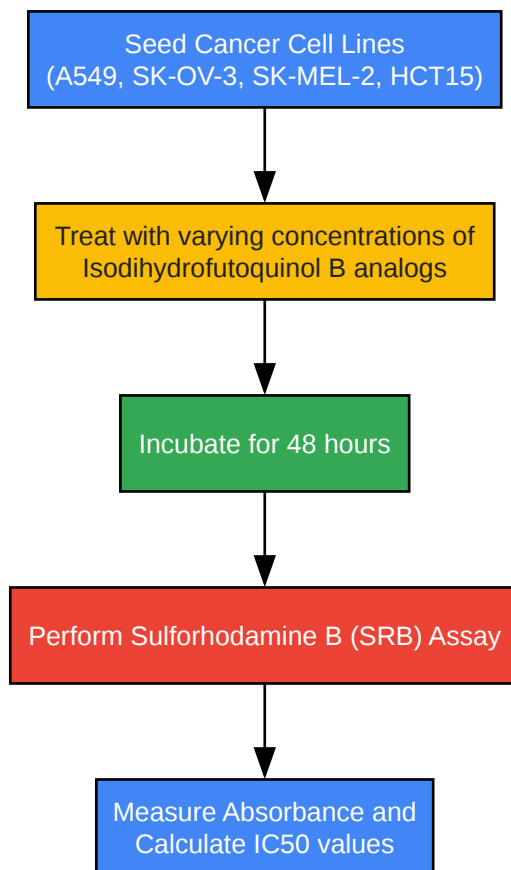 Seed Cancer Cell Lines
(A549, SK-OV-3, SK-MEL-2, HCT15)
Treat with varying concentrations of
Isodihydrofutoquinol B analogs
Incubate for 48 hours
Perform Sulforhodamine B (SRB) Assay
Measure Absorbance and
Calculate IC50 values